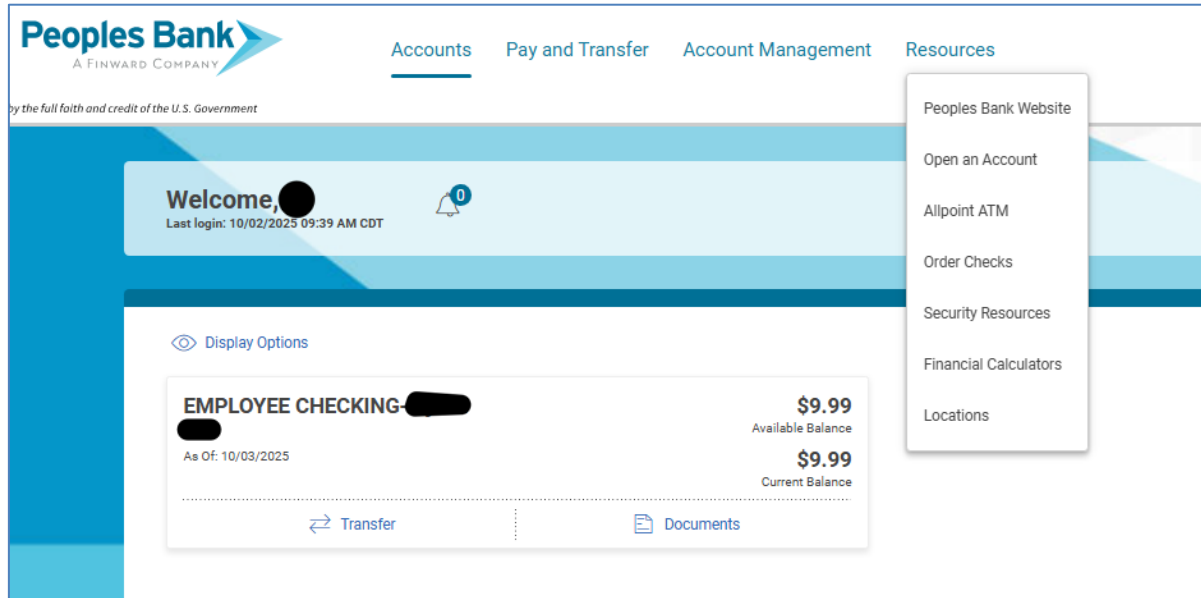 Peoples Bank
A FINWARD COMPANY
Accounts Pay and Transfer Account Management Resources
by the full faith and credit of the U.S. Government
Peoples Bank Website
Open an Account
Allpoint ATM
Order Checks
Security Resources
Financial Calculators
Locations
Welcome,
0
Last login: 10/02/2025 09:39 AM CDT
Display Options
EMPLOYEE CHECKING-
$9.99
Available Balance
As Of: 10/03/2025
$9.99
Current Balance
Transfer
Documents